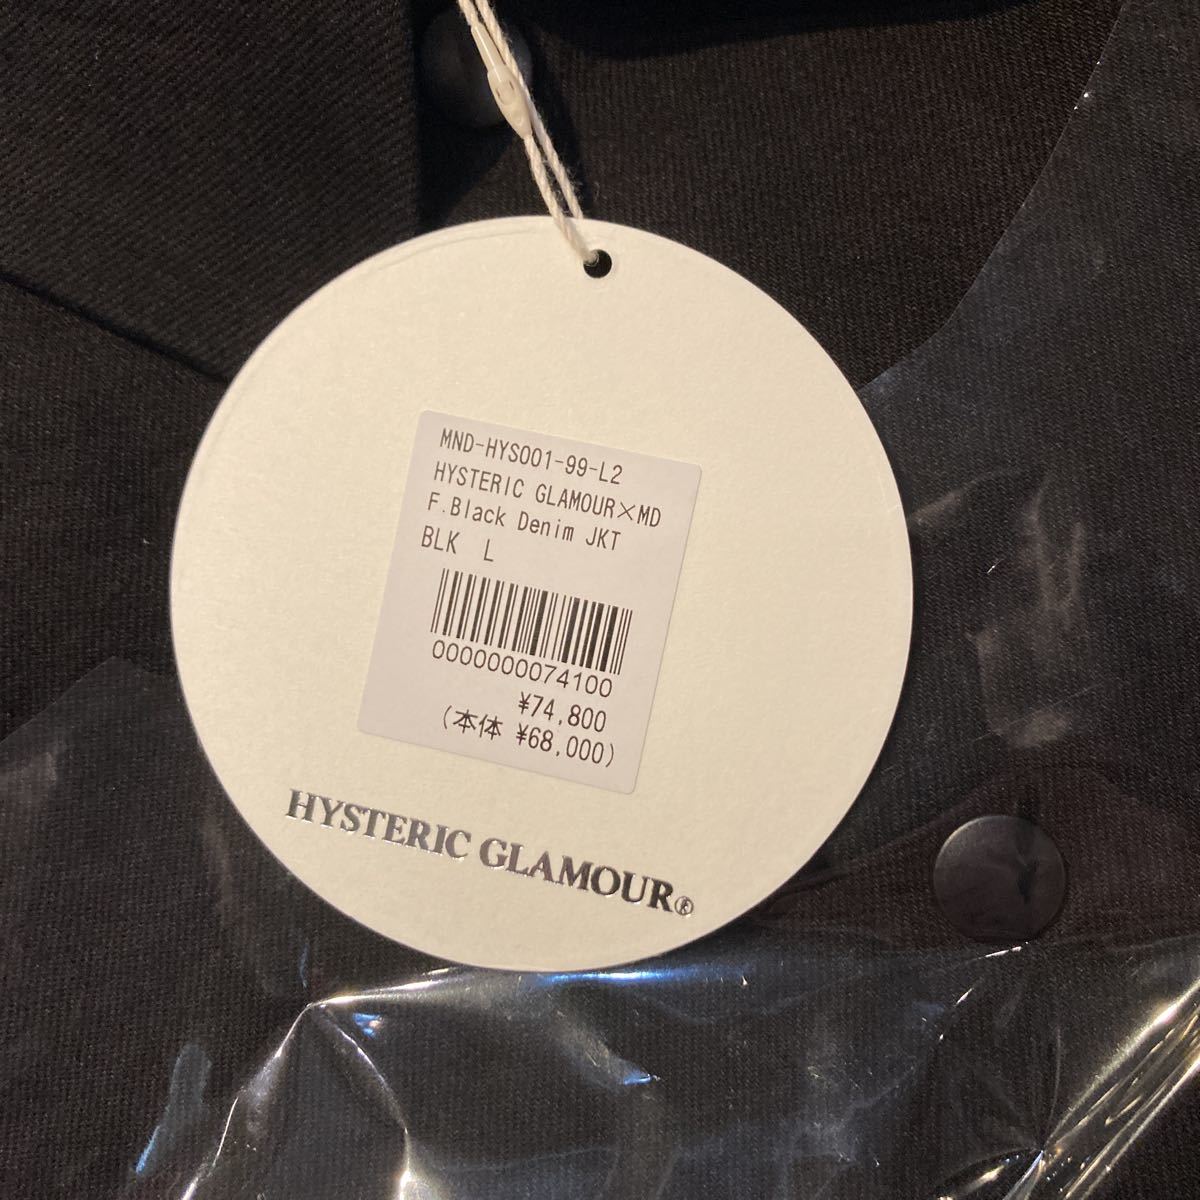 MND-HYS001-99-L2
HYSTERIC GLAMOUR×MD
F.Black Denim JKT
BLK L
0000000074100
¥74,800
(本体 ¥68,000)
HYSTERIC GLAMOUR®